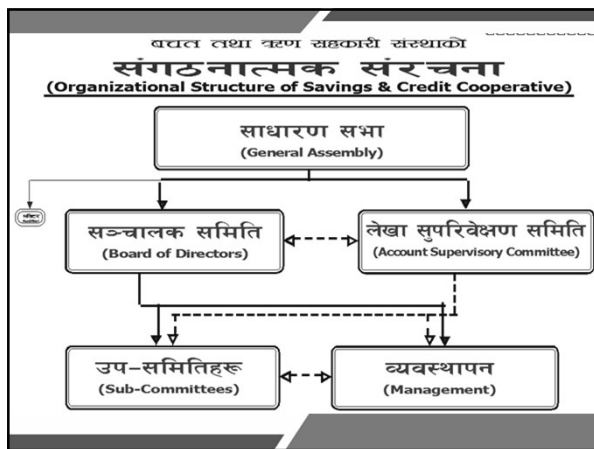 बचत तथा ऋण सहकारी संस्थाको
संगठनात्मक संरचना
(Organizational Structure of Savings & Credit Cooperative)
साधारण सभा
(General Assembly)
सञ्चालक समिति
(Board of Directors)
लेखा सुपरिवेक्षण समिति
(Account Supervisory Committee)
उप-समितिहरू
(Sub-Committees)
व्यवस्थापन
(Management)